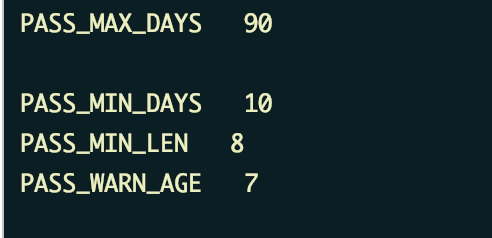 PASS_MAX_DAYS   90
PASS_MIN_DAYS   10
PASS_MIN_LEN   8
PASS_WARN_AGE   7